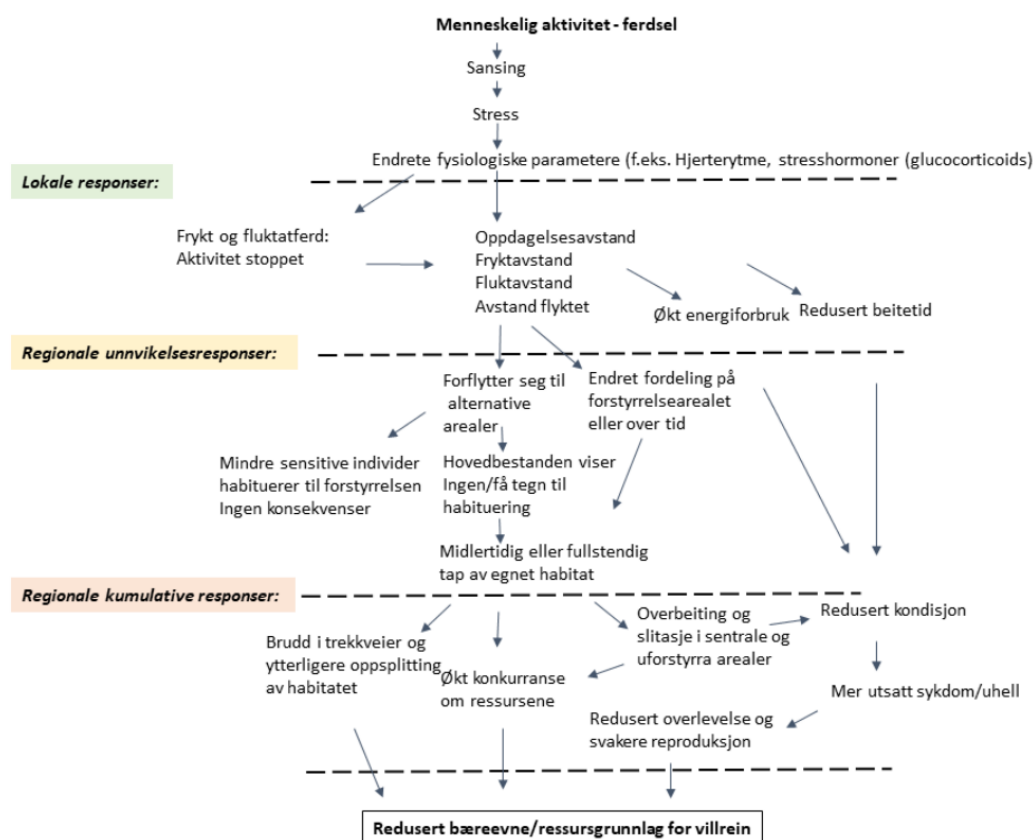 Menneskelig aktivitet - ferdsel
Sansing
Stress
Endrete fysiologiske parametere (f.eks. Hjerterytme, stresshormoner (glucocorticoids)
Lokale responser:
Frykt og fluktatferd:
Aktivitet stoppet
Oppdagelsesavstand
Fryktavstand
Fluktavstand
Avstand flyktet
Økt energiforbruk
Redusert beitetid
Regionale unnvikelsesresponser:
Forflytter seg til
alternative
arealer
Endret fordeling på
forstyrrelsearealet
eller over tid
Mindre sensitive individer
habituerer til forstyrrelsen
Ingen konsekvenser
Hovedbestanden viser
Ingen/få tegn til
habituering
Midlertidig eller fullstendig
tap av egnet habitat
Regionale kumulative responser:
Brudd i trekkveier og
ytterligere oppsplitting
av habitatet
Økt konkurranse
om ressursene
Overbeiting og
slitasje i sentrale og
uforstyrra arealer
Redusert kondisjon
Mer utsatt sykdom/uhell
Redusert overlevelse og
svakere reproduksjon
Redusert bæreevne/ressursgrunnlag for villrein